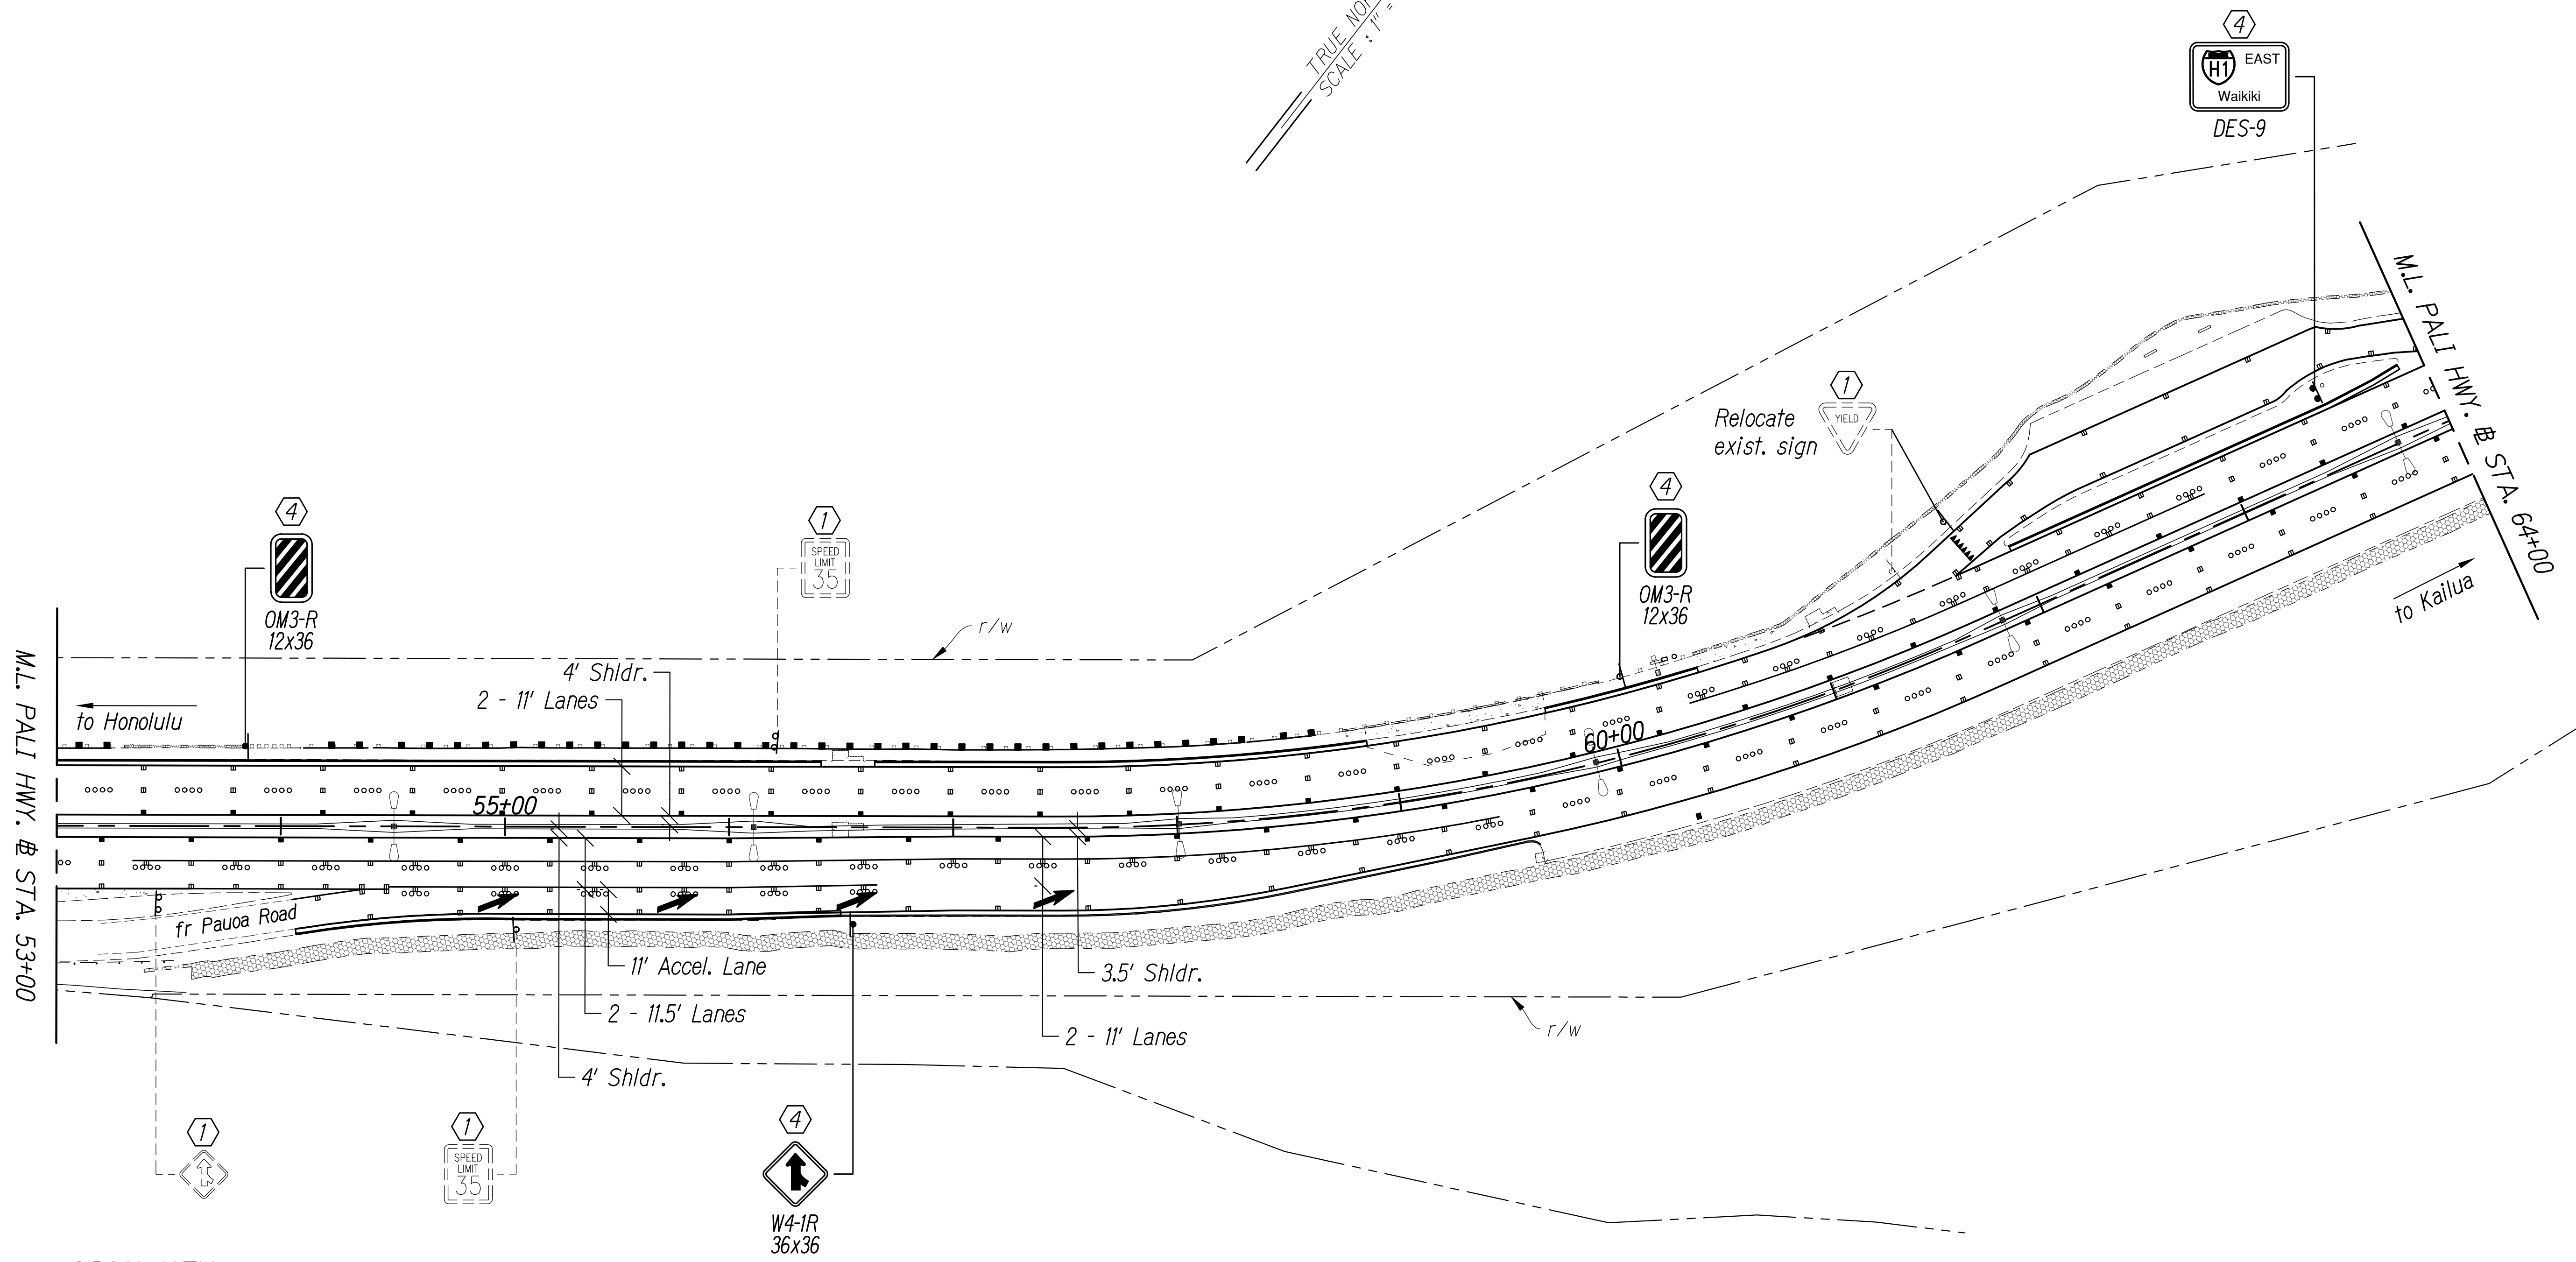 TRUE NOR
SCALE : 1" =
4
H1 EAST
Waikiki
DES-9
M.L. PALI HWY. ℄ STA. 64+00
1
Relocate
exist. sign
YIELD
4
OM3-R
12x36
4
OM3-R
12x36
1
SPEED
LIMIT
35
r/w
4' Shldr.
2 - 11' Lanes
to Honolulu
to Kailua
60+00
55+00
M.L. PALI HWY. ℄ STA. 53+00
fr Pauoa Road
11' Accel. Lane
3.5' Shldr.
2 - 11.5' Lanes
2 - 11' Lanes
r/w
4' Shldr.
1
1
SPEED
LIMIT
35
4
W4-1R
36x36